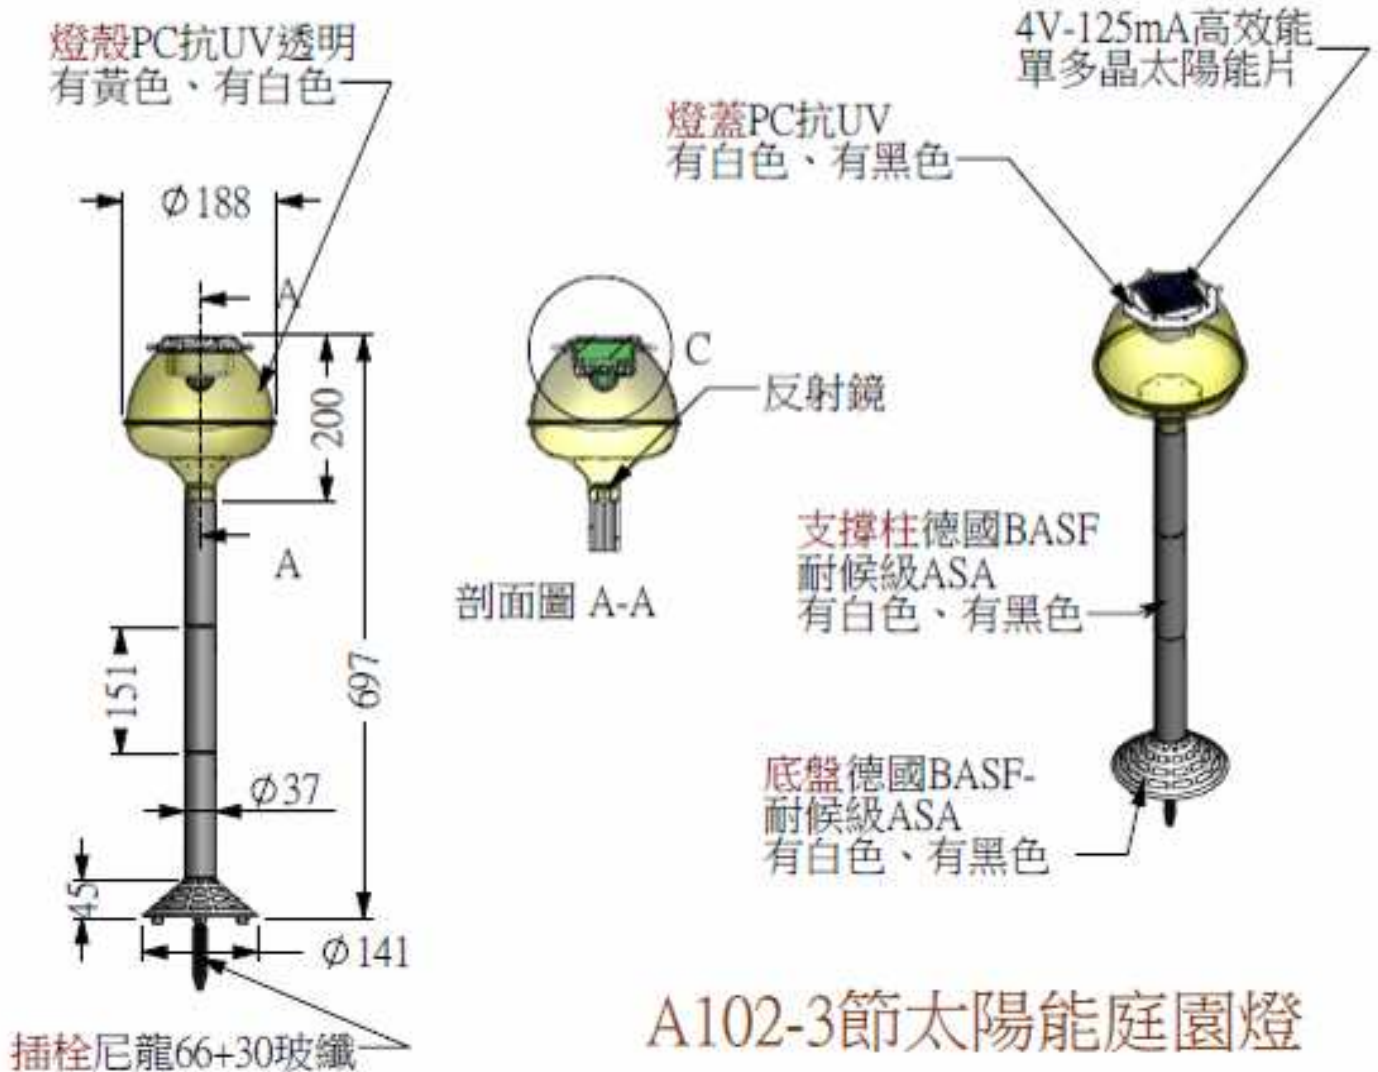 燈殼PC抗UV透明
有黃色、有白色
4V-125mA高效能
單多晶太陽能片
燈蓋PC抗UV
有白色、有黑色
φ188
A
C
200
反射鏡
A
剖面圖 A-A
支撐柱德國BASF
耐候級ASA
有白色、有黑色
151
697
φ37
底盤德國BASF-
耐候級ASA
有白色、有黑色
45
φ141
A102-3節太陽能庭園燈
插栓尼龍66+30玻纖